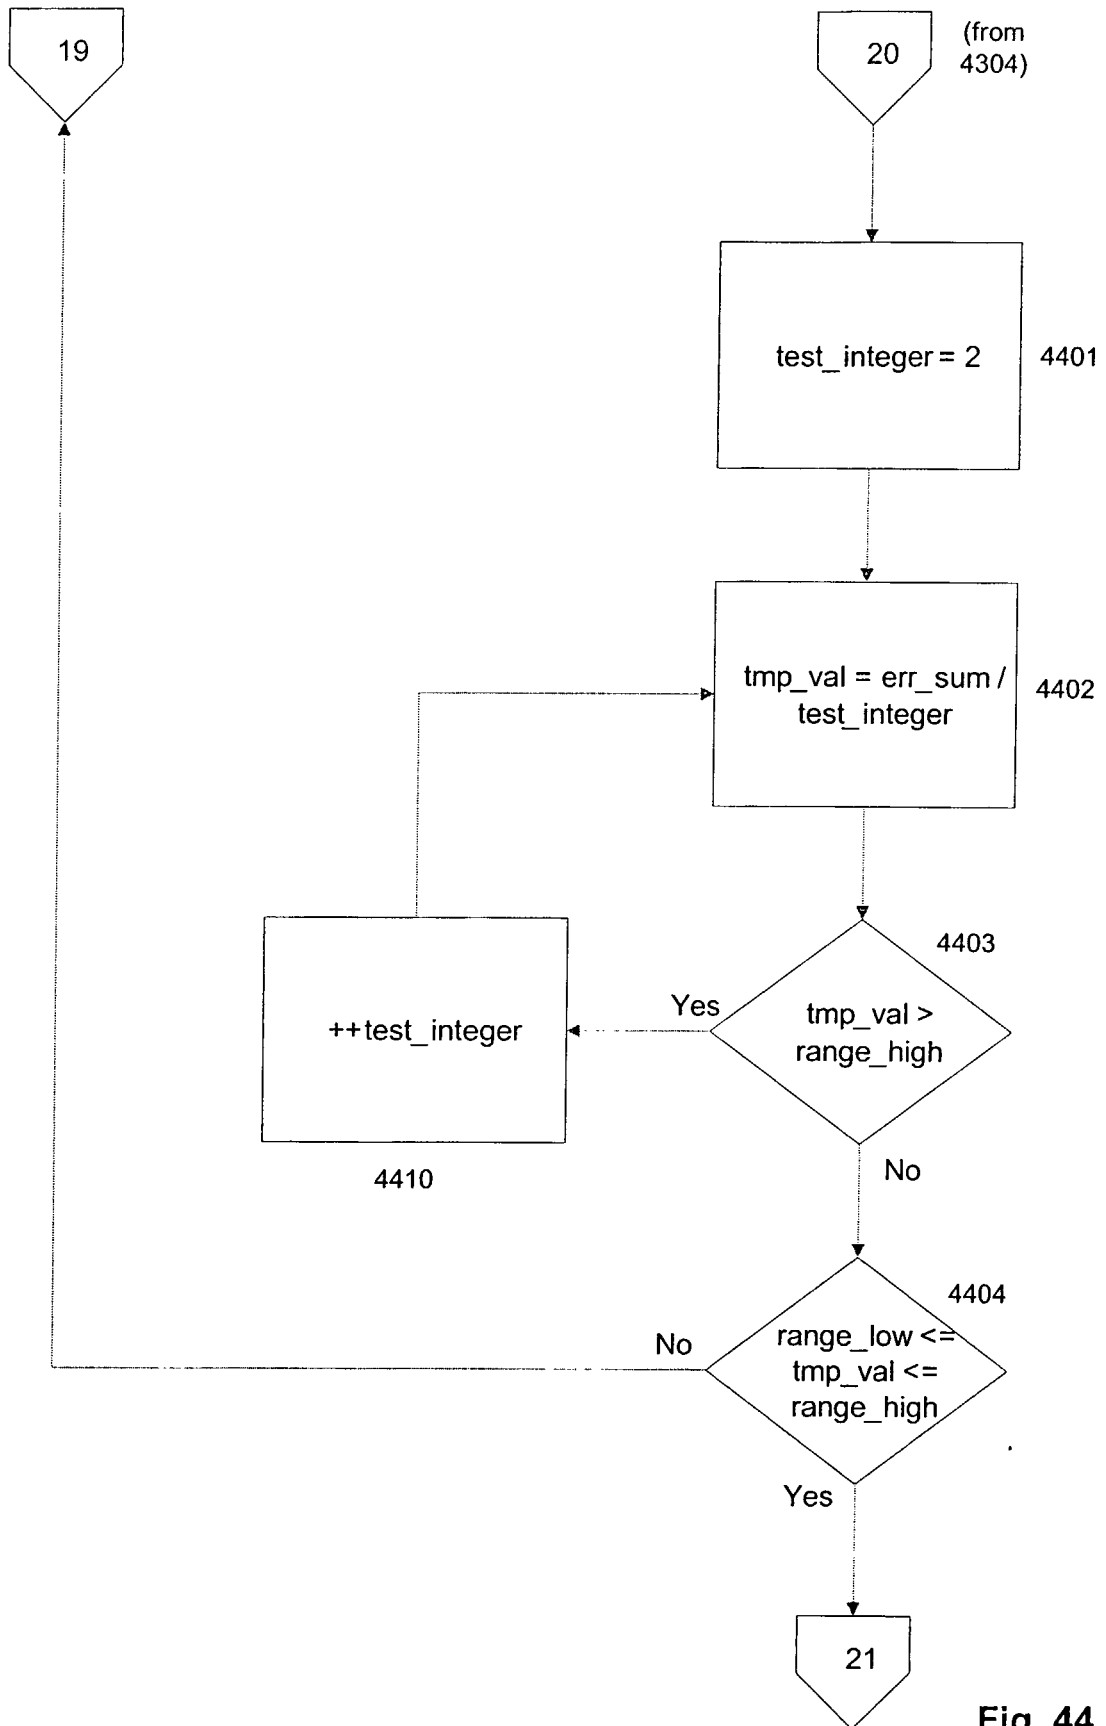 19
20
(from
4304)
test_integer = 2
4401
tmp_val = err_sum /
test_integer
4402
4403
Yes
tmp_val >
range_high
++test_integer
4410
No
4404
No
range_low <=
tmp_val <=
range_high
Yes
21
Fig. 44